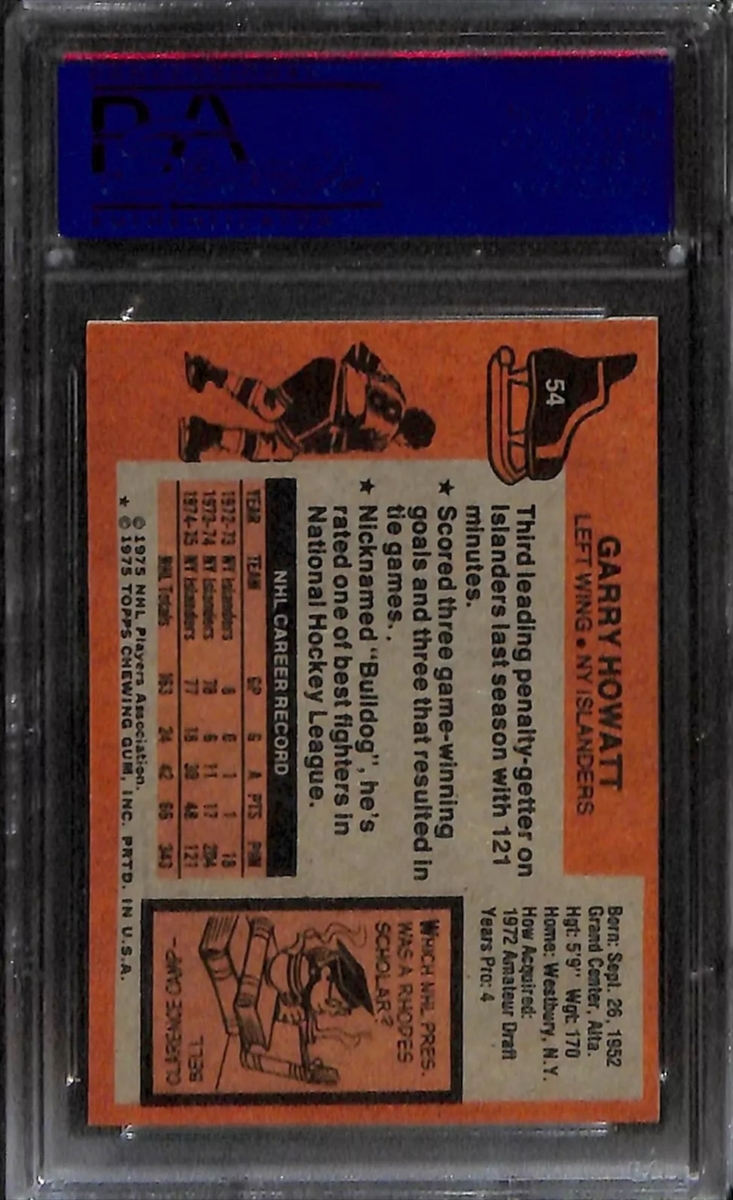 PSA
54
GARRY HOWATT
LEFT WING • NY ISLANDERS
Third leading penalty-getter on
Islanders last season with 121
minutes.
★ Scored three game-winning
goals and three that resulted in
tie games.
★ Nicknamed "Bulldog", he's
rated one of best fighters in
National Hockey League.
NHL CAREER RECORD
YEAR TEAM GP G A PTS PIM
1972-73 NY Islanders 8 0 1 1 18
1973-74 NY Islanders 78 6 11 17 204
1974-75 NY Islanders 77 18 30 48 121
NHL Totals 163 24 42 66 343
© 1975 NHL Players Association.
★ © 1975 TOPPS CHEWING GUM, INC. PRTD. IN U.S.A.
Born: Sept. 26, 1952
Grand Center, Alta.
Hgt: 5'9" Wgt: 170
Home: Westbury, N.Y.
How Acquired:
1972 Amateur Draft
Years Pro: 4
WHICH NHL PRES.
WAS A RHODES
SCHOLAR?
CLARENCE CAMP-
BELL